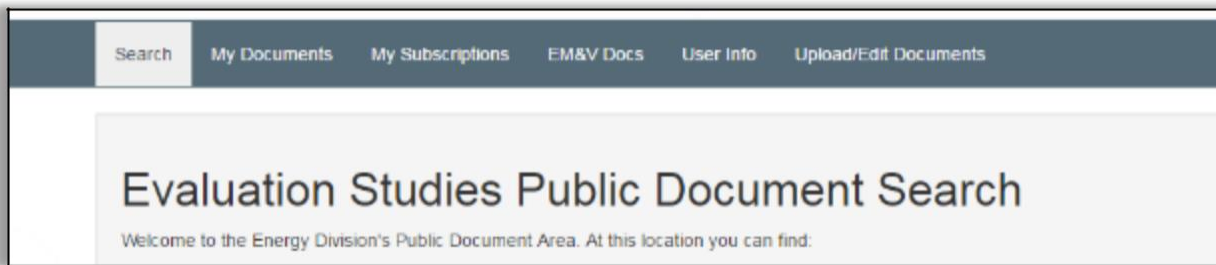 Search My Documents My Subscriptions EM&V Docs User Info Upload/Edit Documents
Evaluation Studies Public Document Search
Welcome to the Energy Division's Public Document Area. At this location you can find: